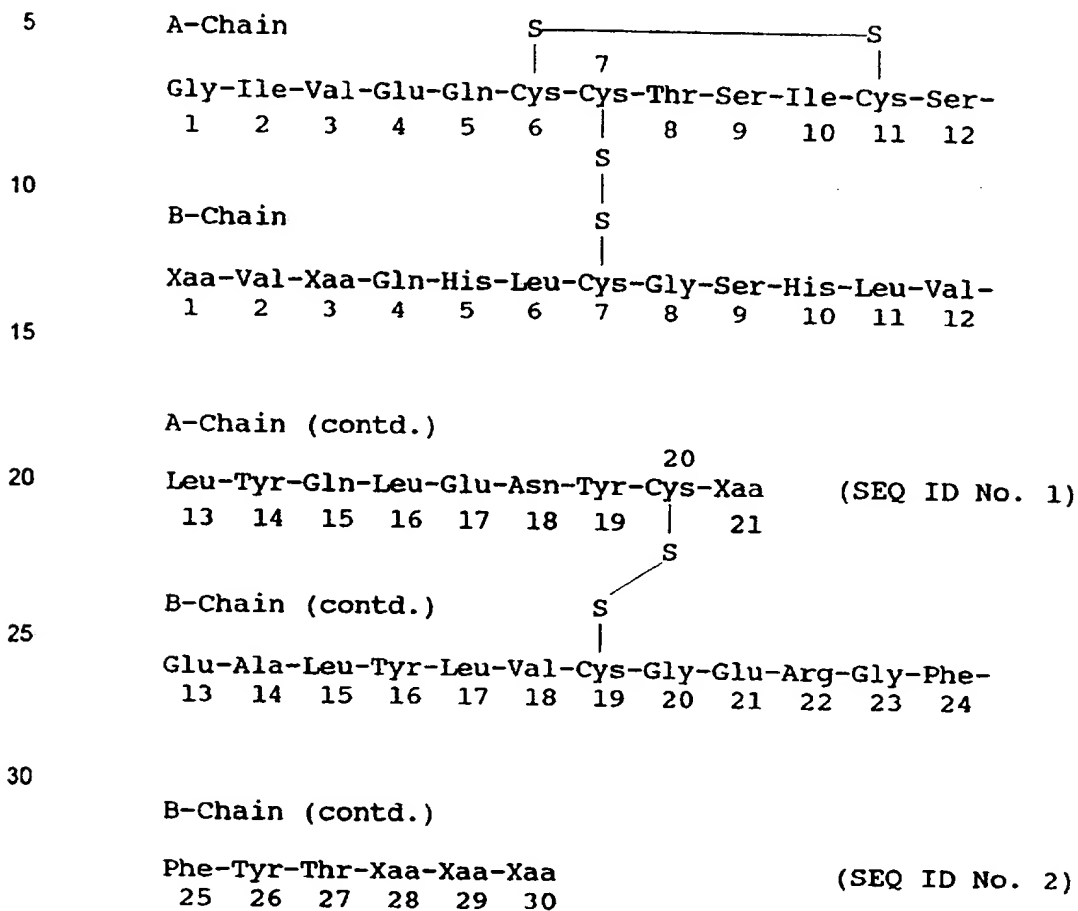 5 A-Chain S S
7
Gly-Ile-Val-Glu-Gln-Cys-Cys-Thr-Ser-Ile-Cys-Ser-
1 2 3 4 5 6 8 9 10 11 12
S
10
S
B-Chain
Xaa-Val-Xaa-Gln-His-Leu-Cys-Gly-Ser-His-Leu-Val-
1 2 3 4 5 6 7 8 9 10 11 12
15
A-Chain (contd.)
20
20 Leu-Tyr-Gln-Leu-Glu-Asn-Tyr-Cys-Xaa (SEQ ID No. 1)
13 14 15 16 17 18 19 21
S
B-Chain (contd.) S
25
Glu-Ala-Leu-Tyr-Leu-Val-Cys-Gly-Glu-Arg-Gly-Phe-
13 14 15 16 17 18 19 20 21 22 23 24
30
B-Chain (contd.)
Phe-Tyr-Thr-Xaa-Xaa-Xaa (SEQ ID No. 2)
25 26 27 28 29 30